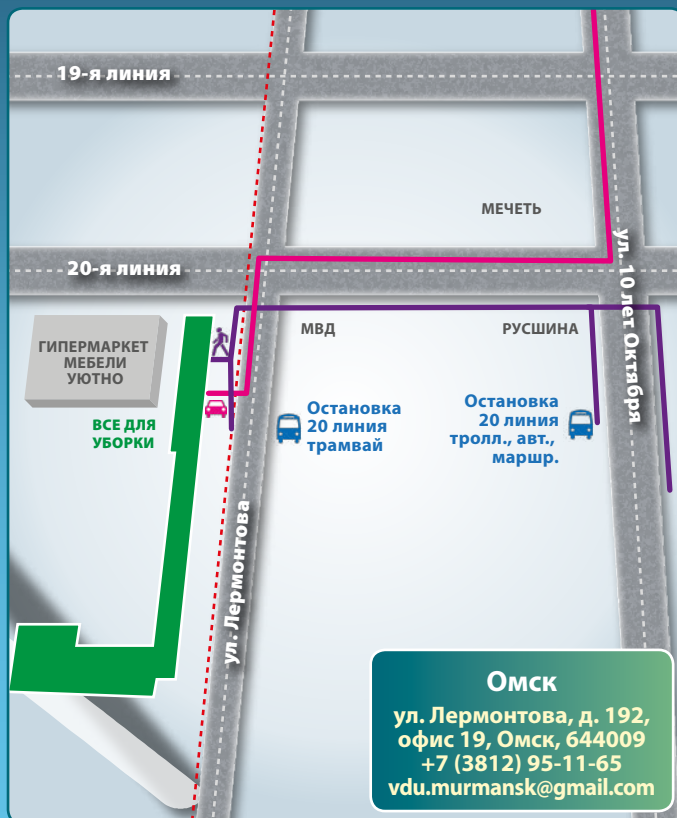 19-я линия
МЕЧЕТЬ
20-я линия
ул. 10 лет Октября
ГИПЕРМАРКЕТ
МЕБЕЛИ
УЮТНО
МВД
РУСШИНА
ВСЕ ДЛЯ
УБОРКИ
Остановка
20 линия
трамвай
Остановка
20 линия
тролл., авт.,
маршр.
ул. Лермонтова
Омск
ул. Лермонтова, д. 192,
офис 19, Омск, 644009
+7 (3812) 95-11-65
vdu.murmansk@gmail.com